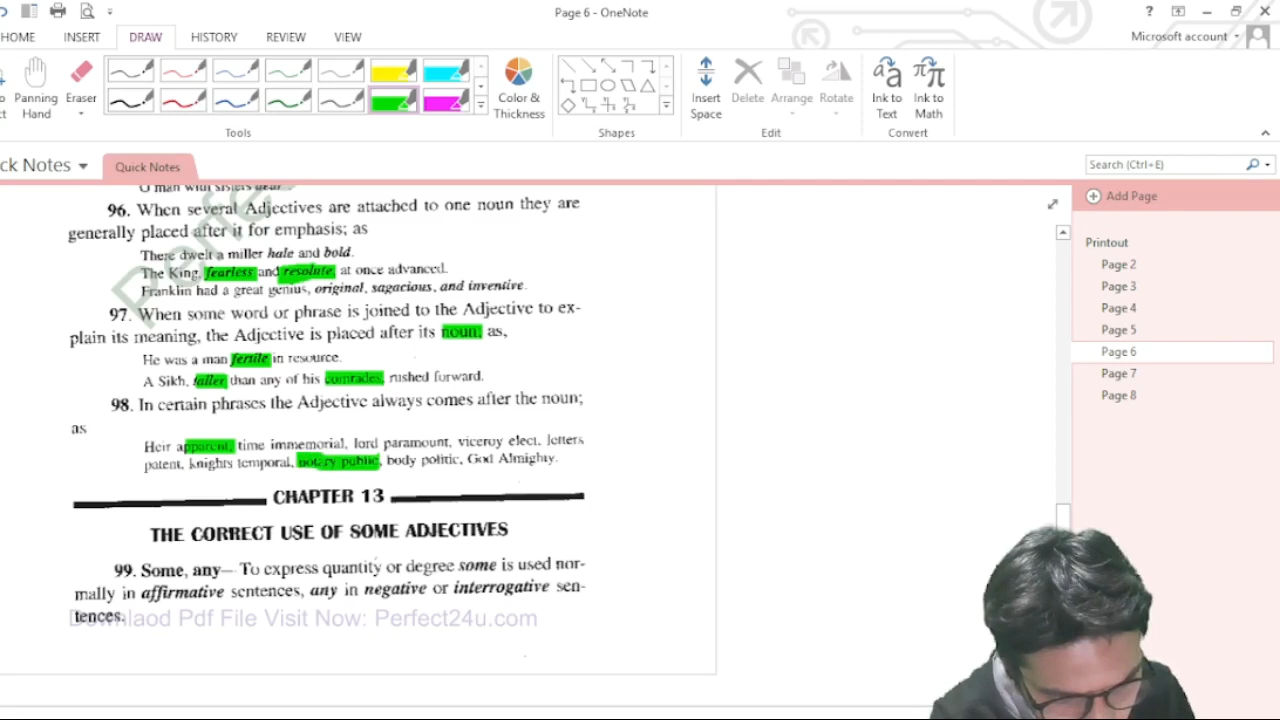 Page 6 - OneNote
HOME INSERT DRAW HISTORY REVIEW VIEW
Microsoft account
Panning Hand
Eraser
Color & Thickness
Insert Space
Delete
Arrange
Rotate
Ink to Text
Ink to Math
Tools
Shapes
Edit
Convert
ck Notes
Quick Notes
Search (Ctrl+E)
Add Page
Printout
Page 2
Page 3
Page 4
Page 5
Page 6
Page 7
Page 8
O man with sisters dear
96. When several Adjectives are attached to one noun they are
generally placed after it for emphasis; as
There dwelt a miller hale and bold.
The King, fearless and resolute, at once advanced.
Franklin had a great genius, original, sagacious, and inventive.
97. When some word or phrase is joined to the Adjective to ex-
plain its meaning, the Adjective is placed after its noun; as,
He was a man fertile in resource.
A Sikh, taller than any of his comrades, rushed forward.
98. In certain phrases the Adjective always comes after the noun;
as
Heir apparent, time immemorial, lord paramount, viceroy elect, letters
patent, knights temporal, notary public, body politic, God Almighty.
CHAPTER 13
THE CORRECT USE OF SOME ADJECTIVES
99. Some, any— To express quantity or degree some is used nor-
mally in affirmative sentences, any in negative or interrogative sen-
tences.
Downlaod Pdf File Visit Now: Perfect24u.com
Perfe